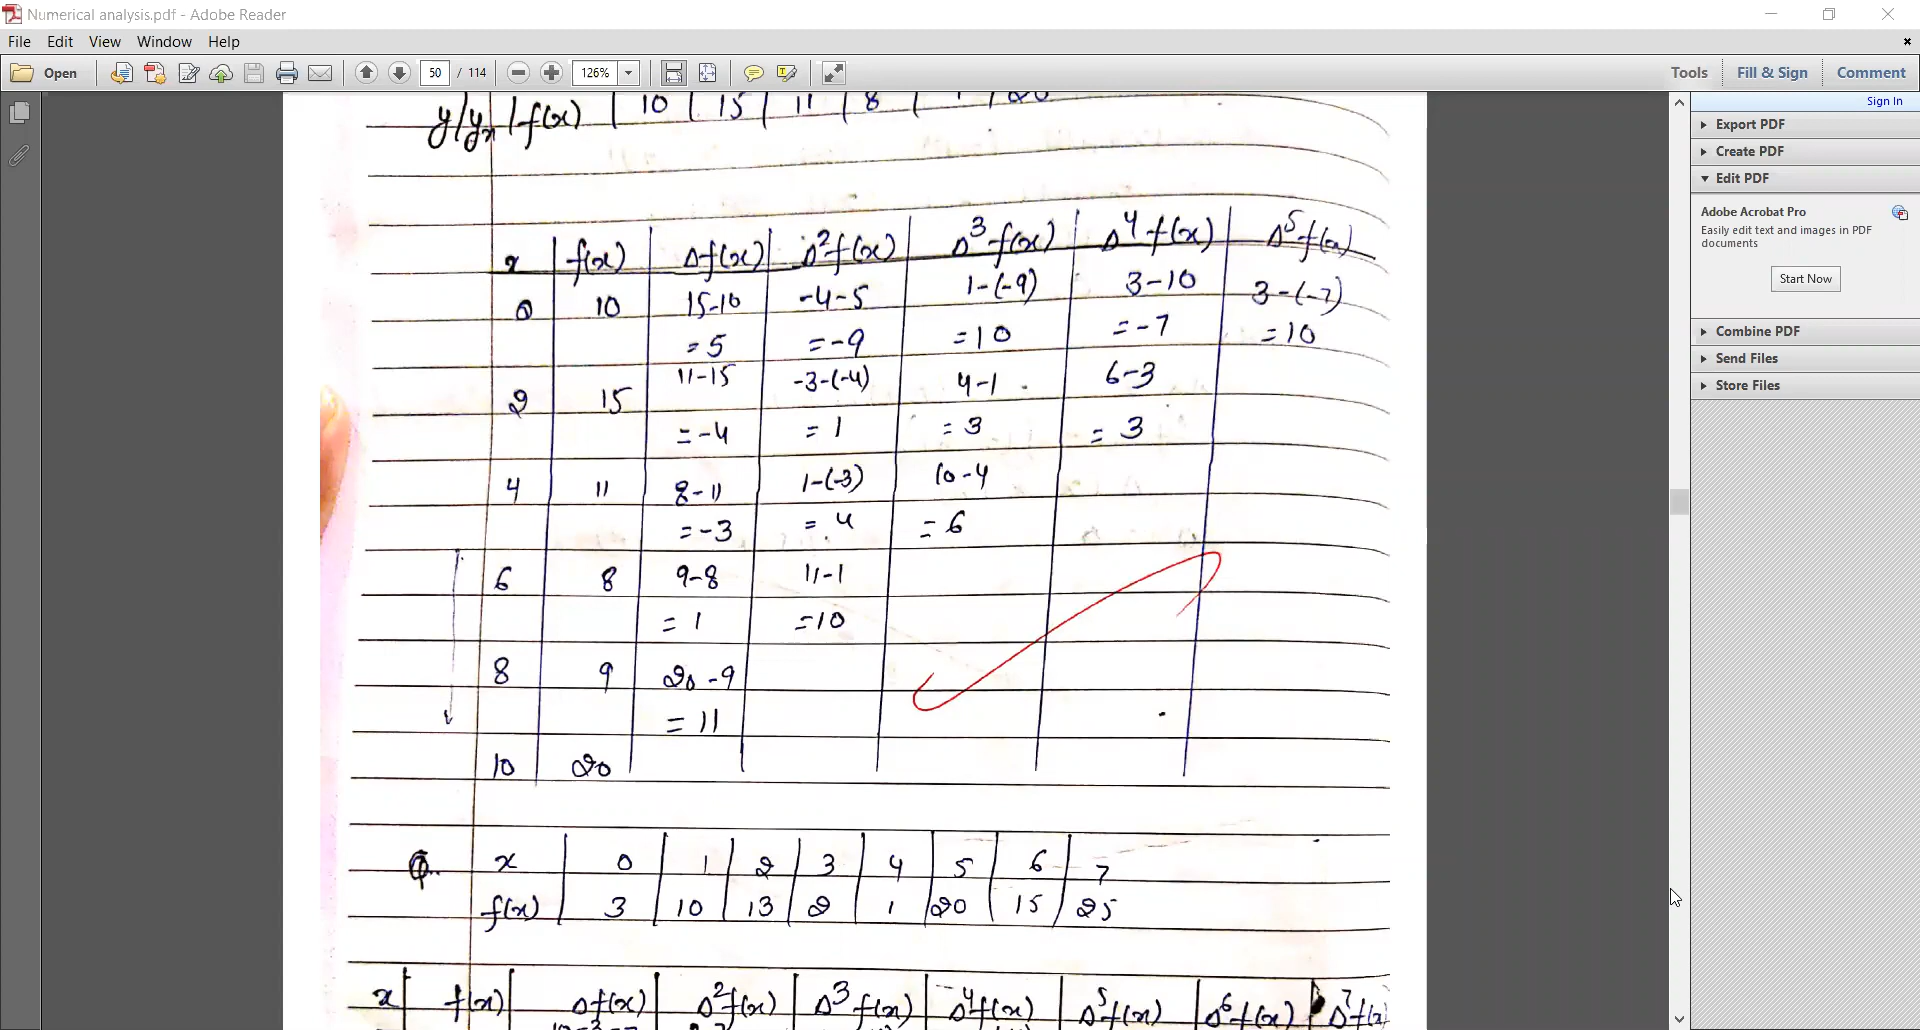 Numerical analysis.pdf - Adobe Reader
File Edit View Window Help
Open 50 / 114 126% Tools Fill & Sign Comment
Sign In
Export PDF
Create PDF
Edit PDF
Adobe Acrobat Pro
Easily edit text and images in PDF
documents
Start Now
Combine PDF
Send Files
Store Files
y/yx | f(x) | 10 | 15 | 11 | 8 | | 20
x | f(x) | Δf(x) | Δ²f(x) | Δ³f(x) | Δ⁴f(x) | Δ⁵f(x)
0 10 15-10 -4-5 1-(-9) 3-10 3-(-7)
=5 =-9 =10 =-7 =10
2 15 11-15 -3-(-4) 4-1 6-3
=-4 =1 =3 =3
4 11 8-11 1-(-3) 10-4
=-3 =4 =6
6 8 9-8 11-1
=1 =10
8 9 20-9
=11
10 20
Q. x | 0 | 1 | 2 | 3 | 4 | 5 | 6 | 7
f(x) | 3 | 10 | 13 | 2 | 1 | 20 | 15 | 25
x | f(x) | Δf(x) | Δ²f(x) | Δ³f(x) | Δ⁴f(x) | Δ⁵f(x) | Δ⁶f(x) | Δ⁷f(x)